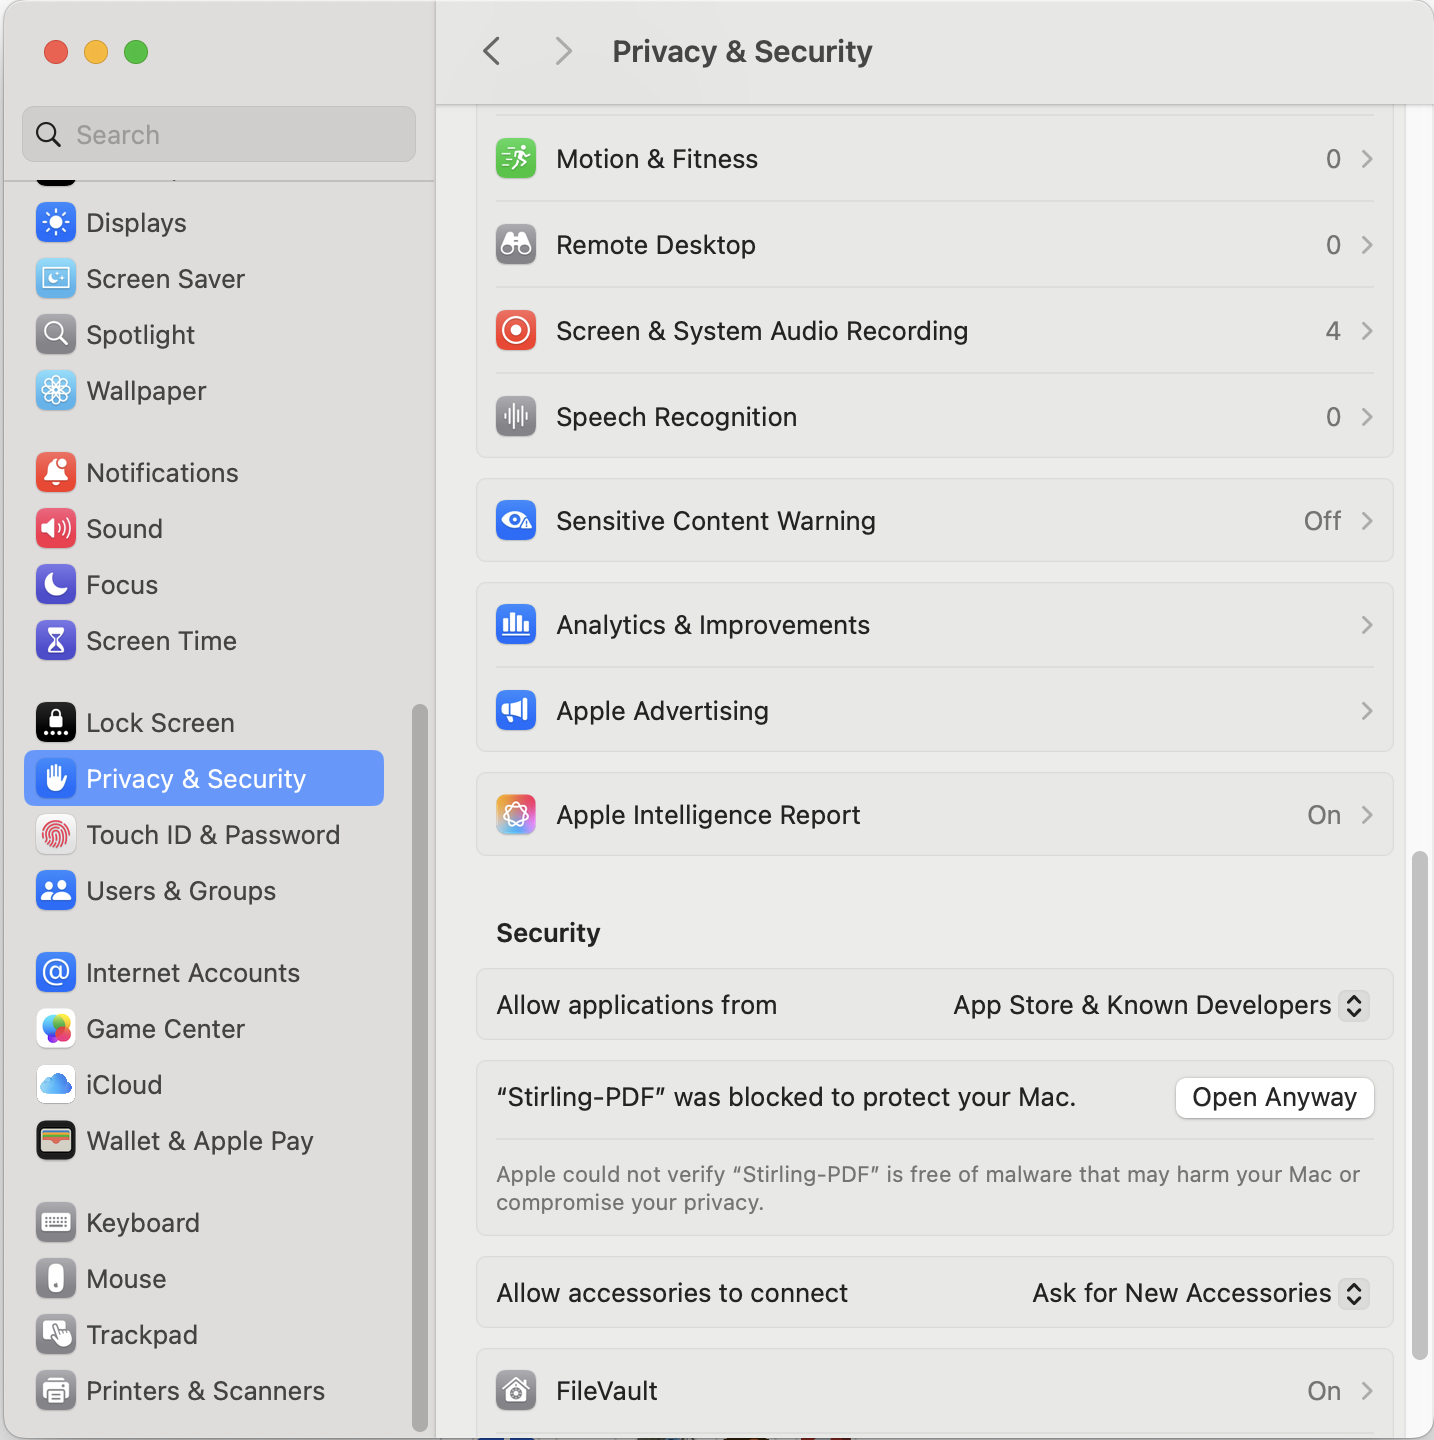 Privacy & Security
Search
Displays
Screen Saver
Spotlight
Wallpaper
Notifications
Sound
Focus
Screen Time
Lock Screen
Privacy & Security
Touch ID & Password
Users & Groups
Internet Accounts
Game Center
iCloud
Wallet & Apple Pay
Keyboard
Mouse
Trackpad
Printers & Scanners
Motion & Fitness 0
Remote Desktop 0
Screen & System Audio Recording 4
Speech Recognition 0
Sensitive Content Warning Off
Analytics & Improvements
Apple Advertising
Apple Intelligence Report On
Security
Allow applications from App Store & Known Developers
“Stirling-PDF” was blocked to protect your Mac. Open Anyway
Apple could not verify “Stirling-PDF” is free of malware that may harm your Mac or
compromise your privacy.
Allow accessories to connect Ask for New Accessories
FileVault On